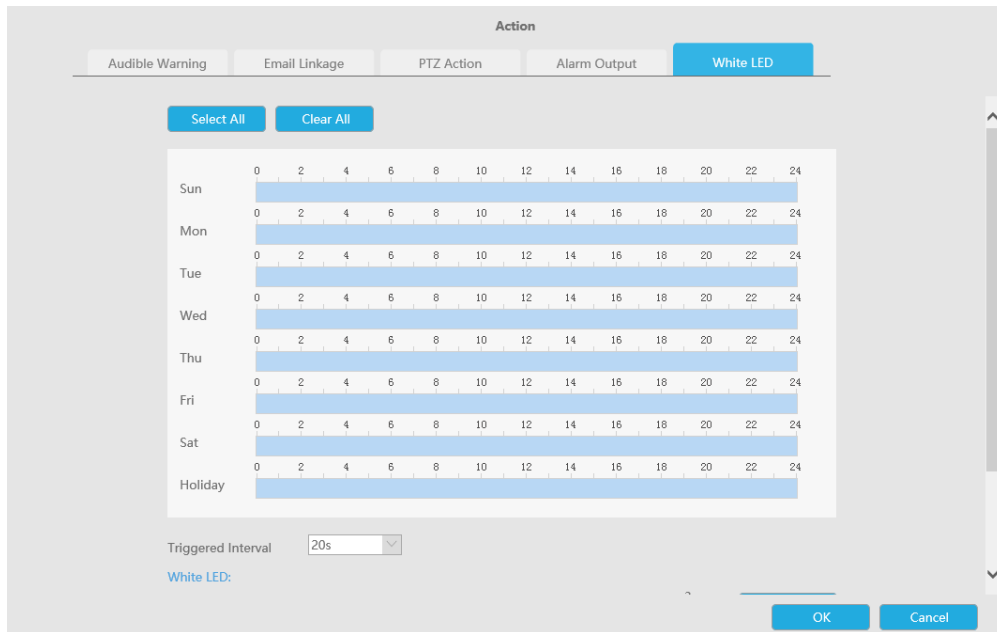 Action
Audible Warning Email Linkage PTZ Action Alarm Output White LED
Select All Clear All
0 2 4 6 8 10 12 14 16 18 20 22 24
Sun
0 2 4 6 8 10 12 14 16 18 20 22 24
Mon
0 2 4 6 8 10 12 14 16 18 20 22 24
Tue
0 2 4 6 8 10 12 14 16 18 20 22 24
Wed
0 2 4 6 8 10 12 14 16 18 20 22 24
Thu
0 2 4 6 8 10 12 14 16 18 20 22 24
Fri
0 2 4 6 8 10 12 14 16 18 20 22 24
Sat
0 2 4 6 8 10 12 14 16 18 20 22 24
Holiday
Triggered Interval 20s
White LED:
OK Cancel